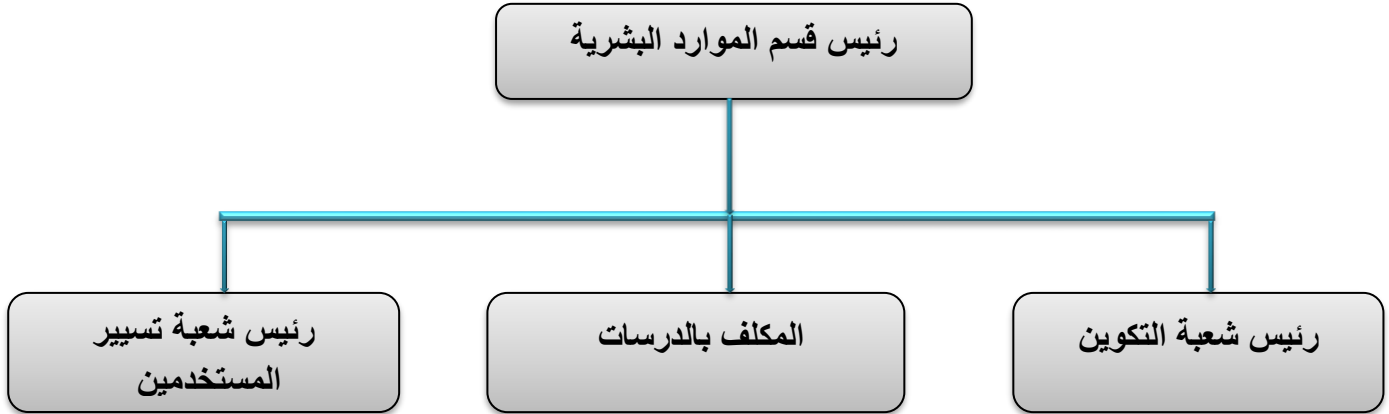 رئيس قسم الموارد البشرية
رئيس شعبة التكوين
المكلف بالدرسات
رئيس شعبة تسيير
المستخدمين